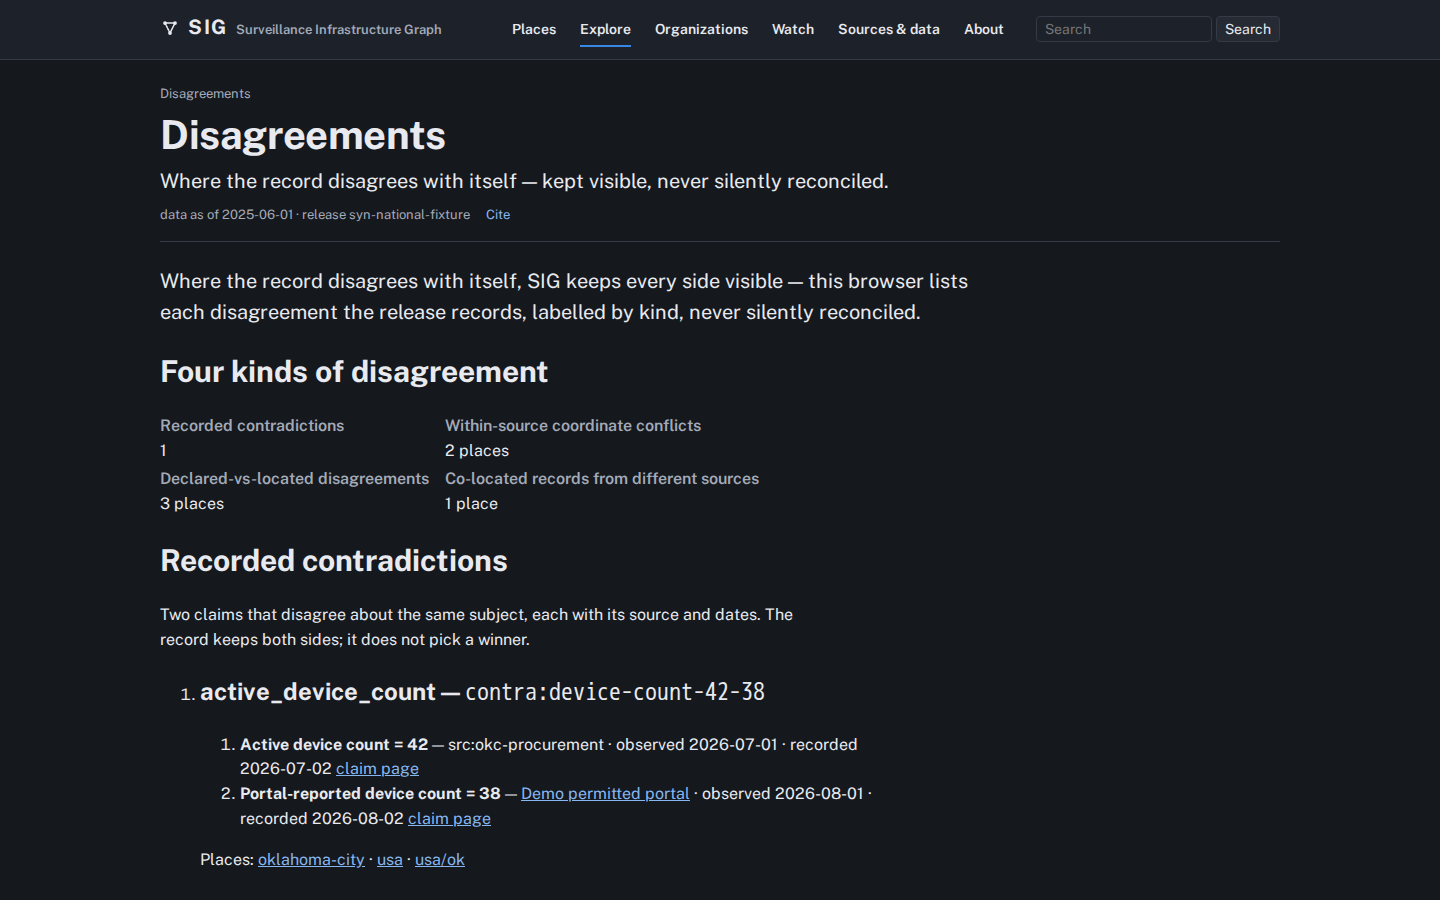 SIG Surveillance Infrastructure Graph Places Explore Organizations Watch Sources & data About Search Search
Disagreements
Disagreements
Where the record disagrees with itself — kept visible, never silently reconciled.
data as of 2025-06-01 · release syn-national-fixture Cite
Where the record disagrees with itself, SIG keeps every side visible — this browser lists
each disagreement the release records, labelled by kind, never silently reconciled.
Four kinds of disagreement
Recorded contradictions Within-source coordinate conflicts
1 2 places
Declared-vs-located disagreements Co-located records from different sources
3 places 1 place
Recorded contradictions
Two claims that disagree about the same subject, each with its source and dates. The
record keeps both sides; it does not pick a winner.
1. active_device_count — contra:device-count-42-38
1. Active device count = 42 — src:okc-procurement · observed 2026-07-01 · recorded
2026-07-02 claim page
2. Portal-reported device count = 38 — Demo permitted portal · observed 2026-08-01 ·
recorded 2026-08-02 claim page
Places: oklahoma-city · usa · usa/ok